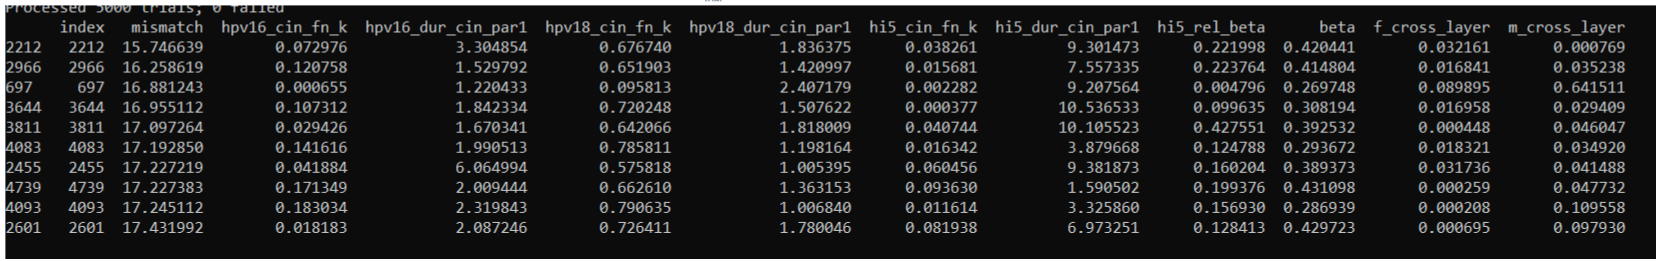 Processed 5000 trials; 0 failed
index mismatch hpv16_cin_fn_k hpv16_dur_cin_par1 hpv18_cin_fn_k hpv18_dur_cin_par1 hi5_cin_fn_k hi5_dur_cin_par1 hi5_rel_beta beta f_cross_layer m_cross_layer
2212 2212 15.746639 0.072976 3.304854 0.676740 1.836375 0.038261 9.301473 0.221998 0.420441 0.032161 0.000769
2966 2966 16.258619 0.120758 1.529792 0.651903 1.420997 0.015681 7.557335 0.223764 0.414804 0.016841 0.035238
697 697 16.881243 0.000655 1.220433 0.095813 2.407179 0.002282 9.207564 0.004796 0.269748 0.089895 0.641511
3644 3644 16.955112 0.107312 1.842334 0.720248 1.507622 0.000377 10.536533 0.099635 0.308194 0.016958 0.029409
3811 3811 17.097264 0.029426 1.670341 0.642066 1.818009 0.040744 10.105523 0.427551 0.392532 0.000448 0.046047
4083 4083 17.192850 0.141616 1.990513 0.785811 1.198164 0.016342 3.879668 0.124788 0.293672 0.018321 0.034920
2455 2455 17.227219 0.041884 6.064994 0.575818 1.005395 0.060456 9.381873 0.160204 0.389373 0.031736 0.041488
4739 4739 17.227383 0.171349 2.009444 0.662610 1.363153 0.093630 1.590502 0.199376 0.431098 0.000259 0.047732
4093 4093 17.245112 0.183034 2.319843 0.790635 1.006840 0.011614 3.325860 0.156930 0.286939 0.000208 0.109558
2601 2601 17.431992 0.018183 2.087246 0.726411 1.780046 0.081938 6.973251 0.128413 0.429723 0.000695 0.097930